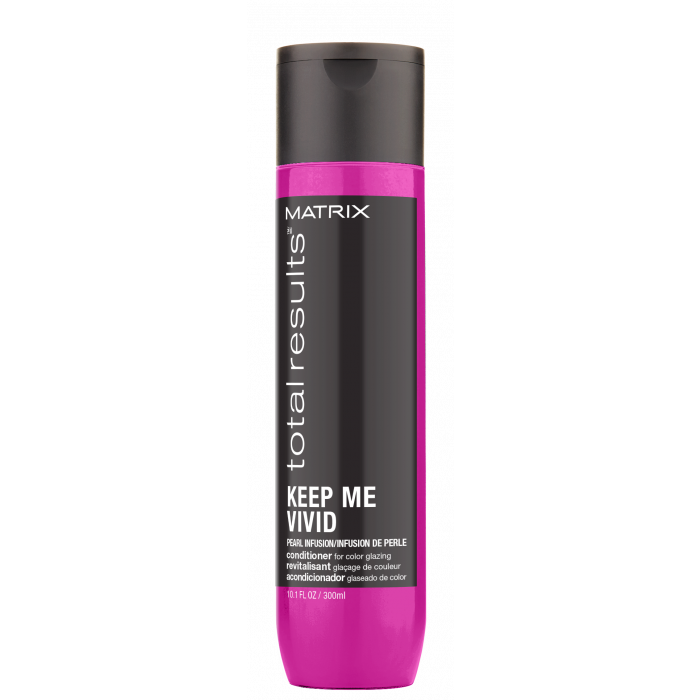 MATRIX
total results
KEEP ME
VIVID
PEARL INFUSION/INFUSION DE PERLE
conditioner for color glazing
revitalisant glaçage de couleur
acondicionador glaseado de color
10.1 FL OZ / 300ml